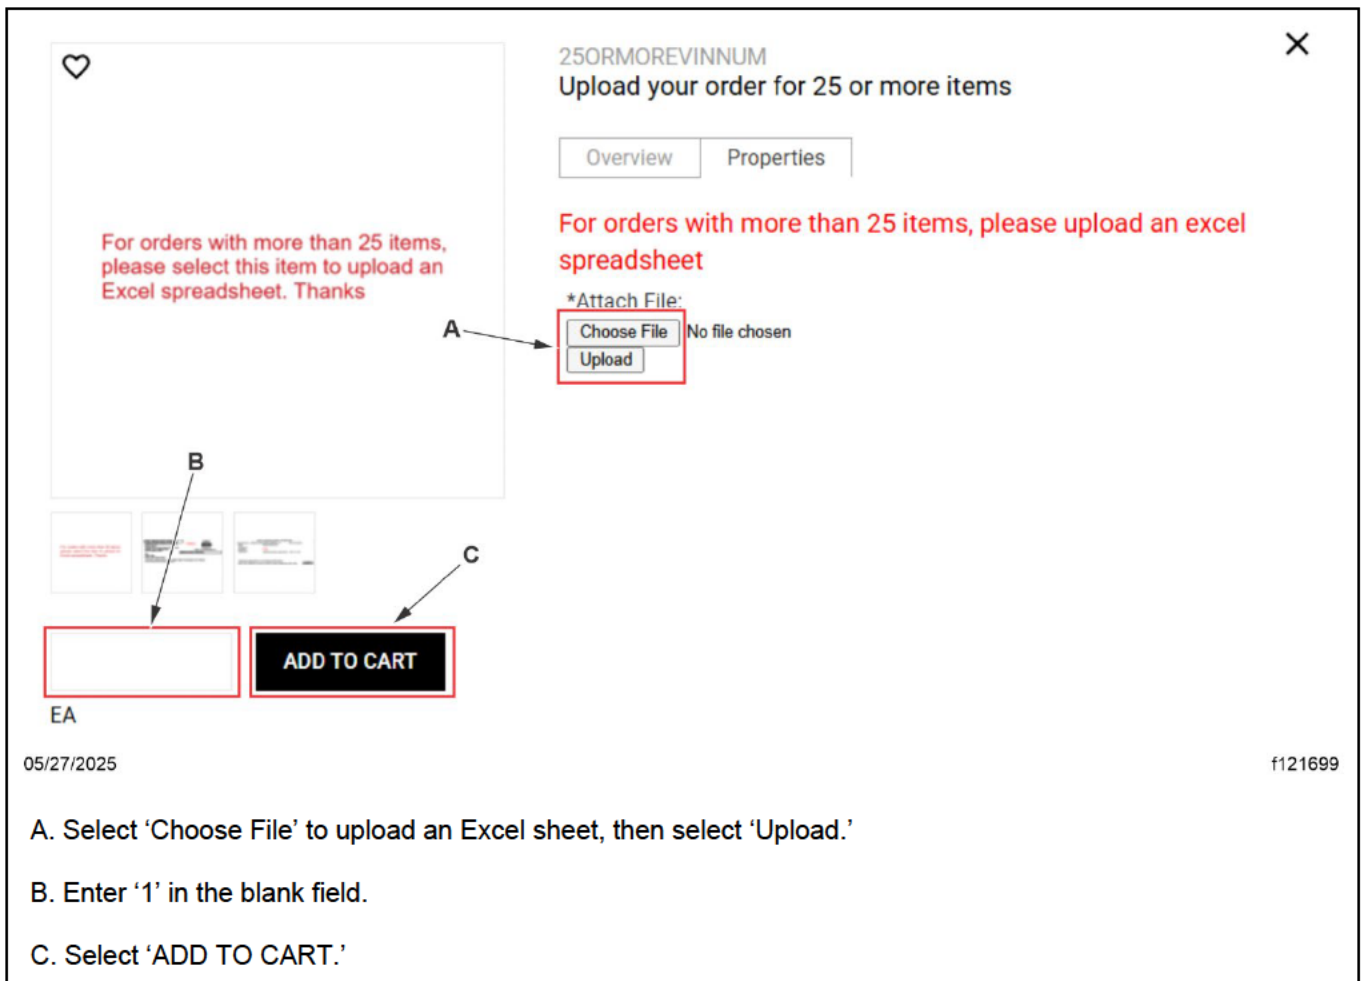 25ORMOREVINNUM
Upload your order for 25 or more items
Overview
Properties
For orders with more than 25 items, please upload an excel
spreadsheet
For orders with more than 25 items,
please select this item to upload an
Excel spreadsheet. Thanks
*Attach File:
A
Choose File No file chosen
Upload
B
C
ADD TO CART
EA
05/27/2025
f121699
A. Select ‘Choose File’ to upload an Excel sheet, then select ‘Upload.’
B. Enter ‘1’ in the blank field.
C. Select ‘ADD TO CART.’